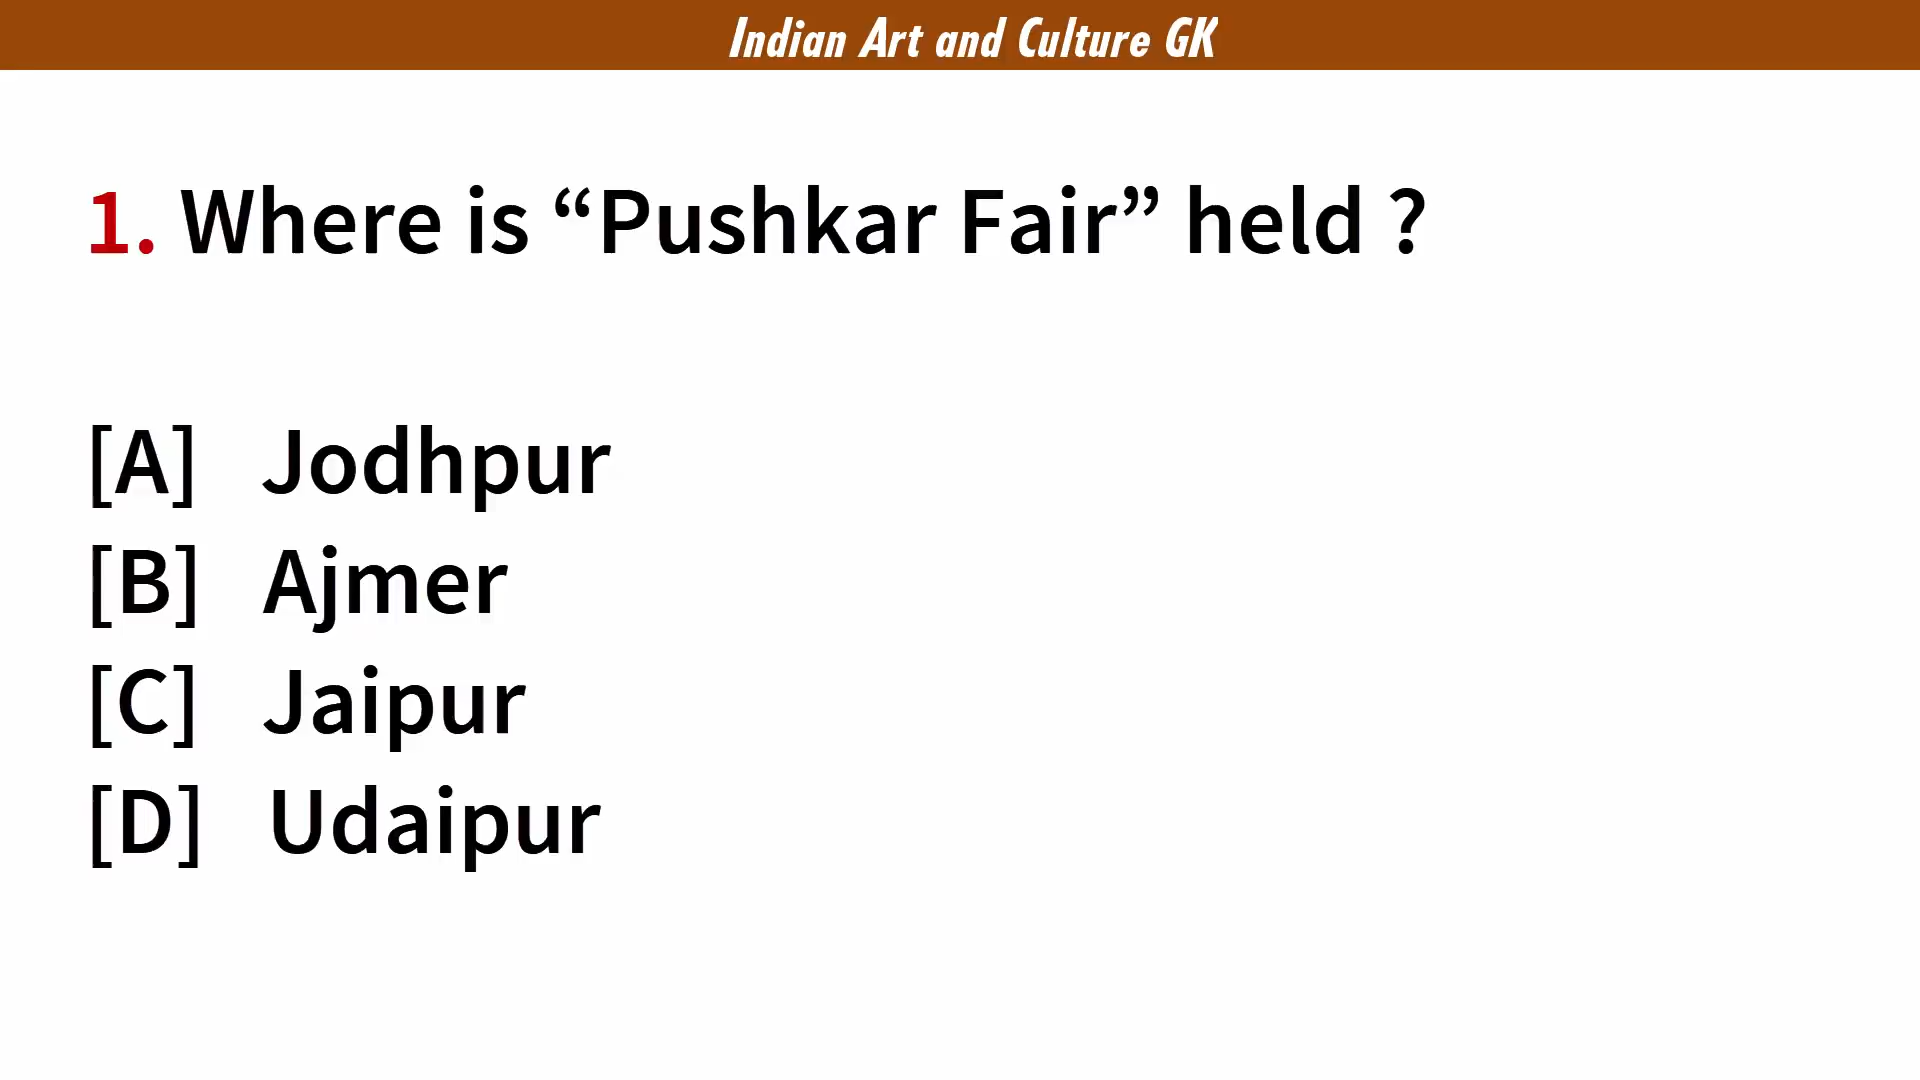 Indian Art and Culture GK
1. Where is “Pushkar Fair” held ?
[A] Jodhpur
[B] Ajmer
[C] Jaipur
[D] Udaipur